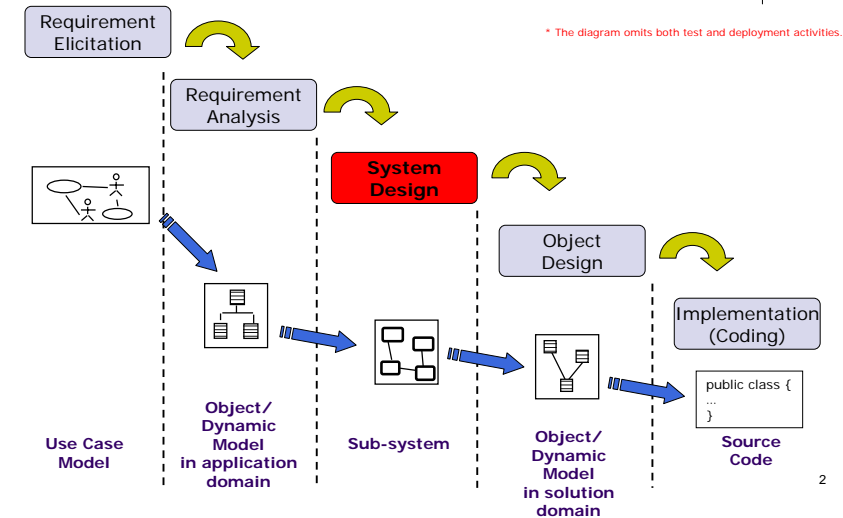 Requirement
Elicitation
* The diagram omits both test and deployment activities.
Requirement
Analysis
System
Design
Object
Design
Implementation
(Coding)
public class {
...
}
Use Case
Model
Object/
Dynamic
Model
in application
domain
Sub-system
Object/
Dynamic
Model
in solution
domain
Source
Code
2